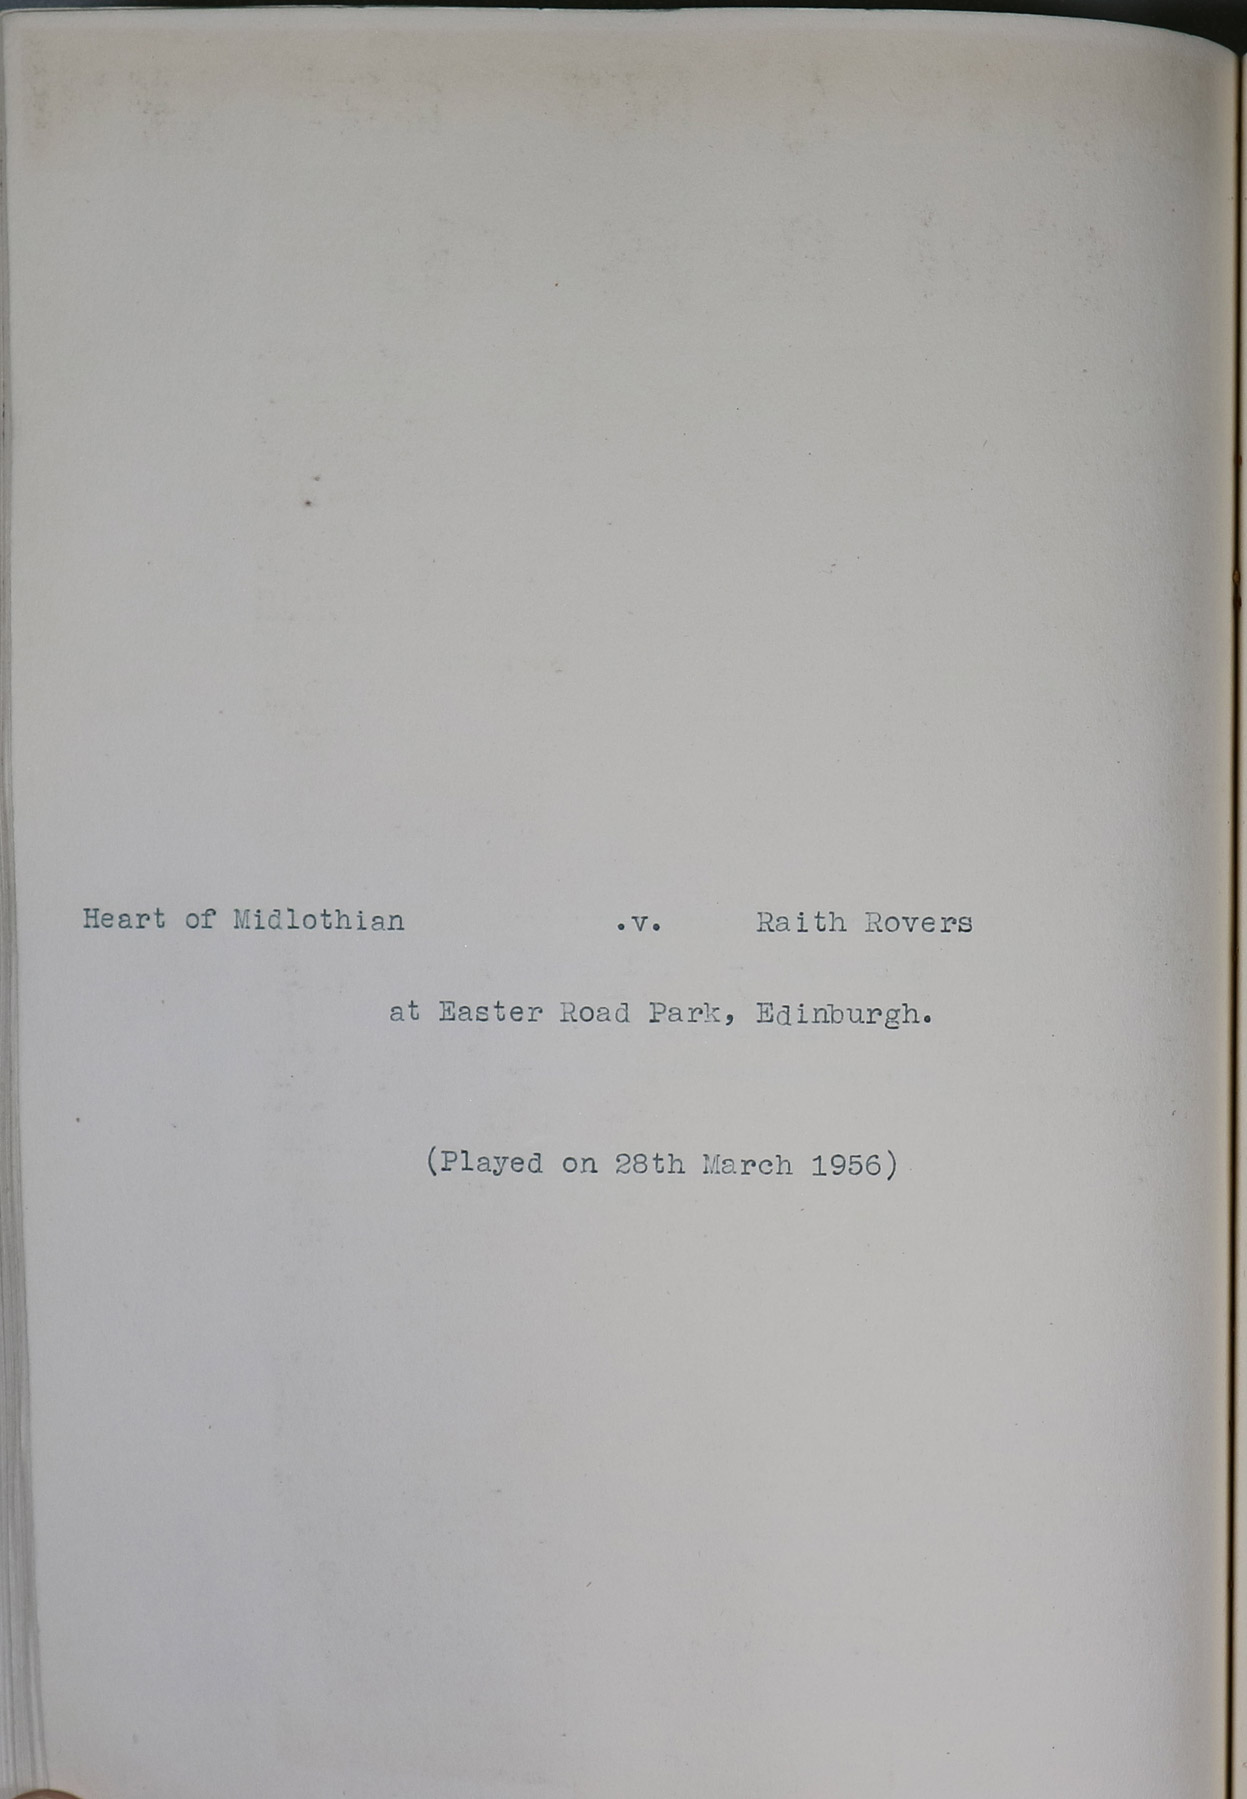 Heart of Midlothian .v. Raith Rovers
at Easter Road Park, Edinburgh.
(Played on 28th March 1956)